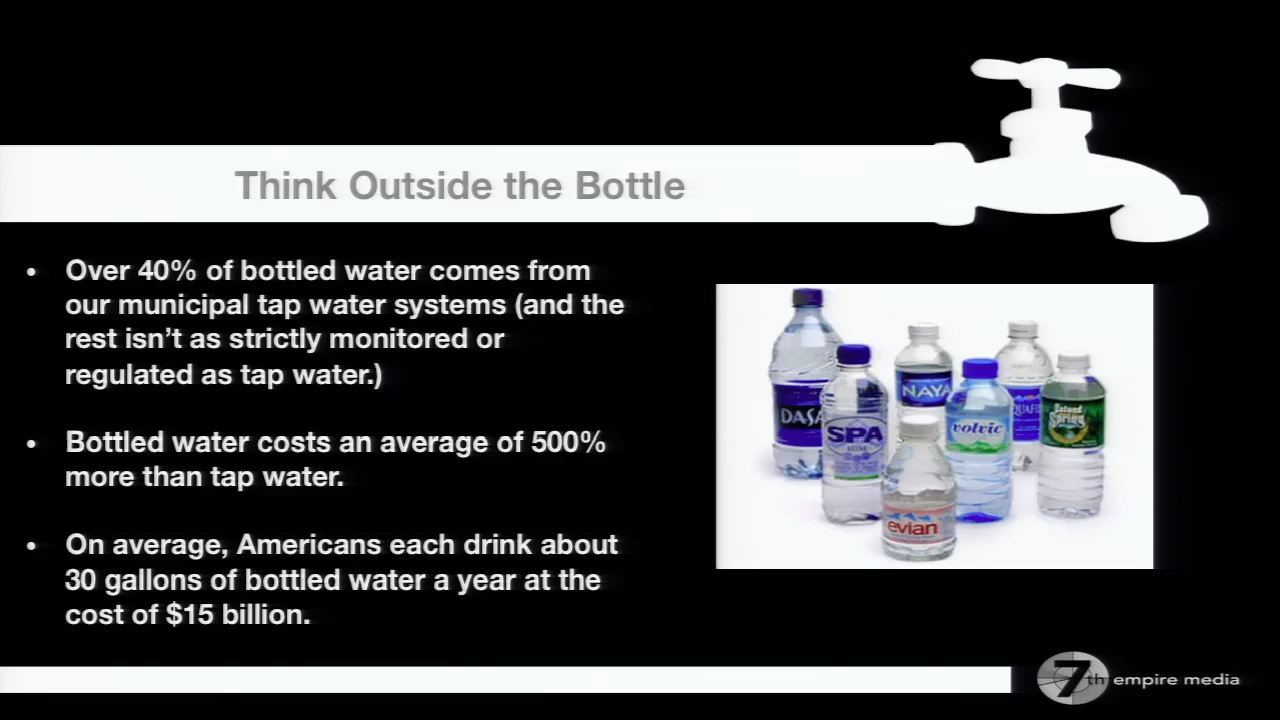 Think Outside the Bottle
• Over 40% of bottled water comes from
our municipal tap water systems (and the
rest isn't as strictly monitored or
regulated as tap water.)
• Bottled water costs an average of 500%
more than tap water.
• On average, Americans each drink about
30 gallons of bottled water a year at the
cost of $15 billion.
DASA
SPA
NAYA
volvic
QUAFI
Poland
Spring
evian
7th empire media